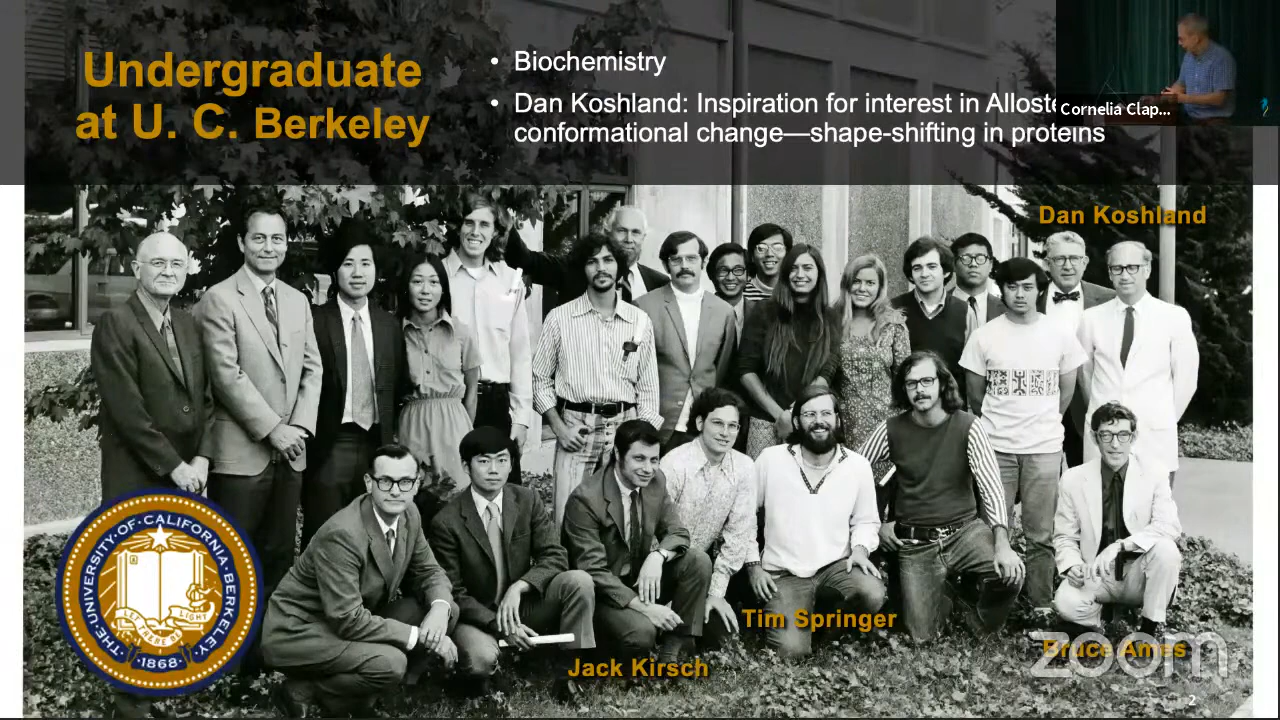 Undergraduate
at U. C. Berkeley
• Biochemistry
• Dan Koshland: Inspiration for interest in Alloste
conformational change—shape-shifting in proteins
Cornelia Clap...
Dan Koshland
Tim Springer
Jack Kirsch
Bruce Ames
zoom
THE·UNIVERSITY·OF·CALIFORNIA·BERKELEY·
LET THERE BE LIGHT
·1868·
2